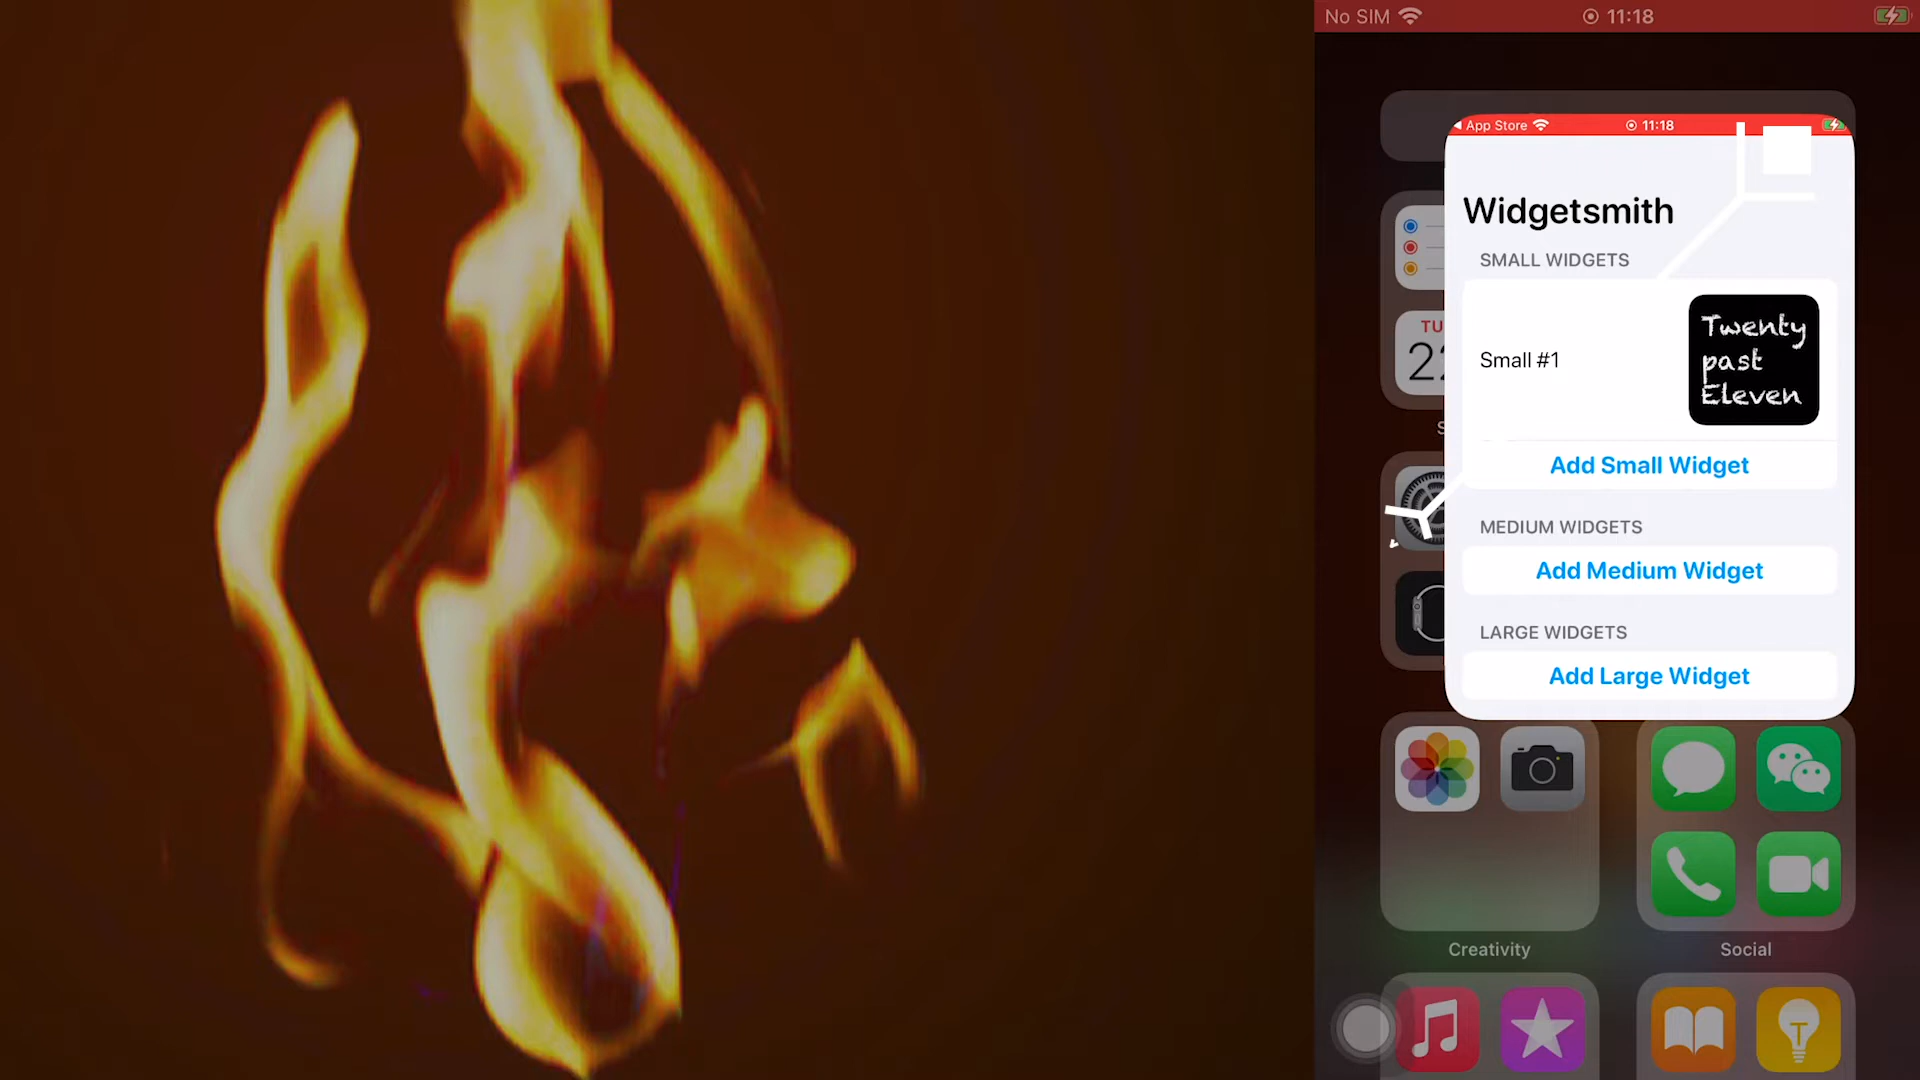 No SIM
11:18
App Store
11:18
Widgetsmith
SMALL WIDGETS
Small #1
Twenty
past
Eleven
Add Small Widget
MEDIUM WIDGETS
Add Medium Widget
LARGE WIDGETS
Add Large Widget
TU
Creativity
Social